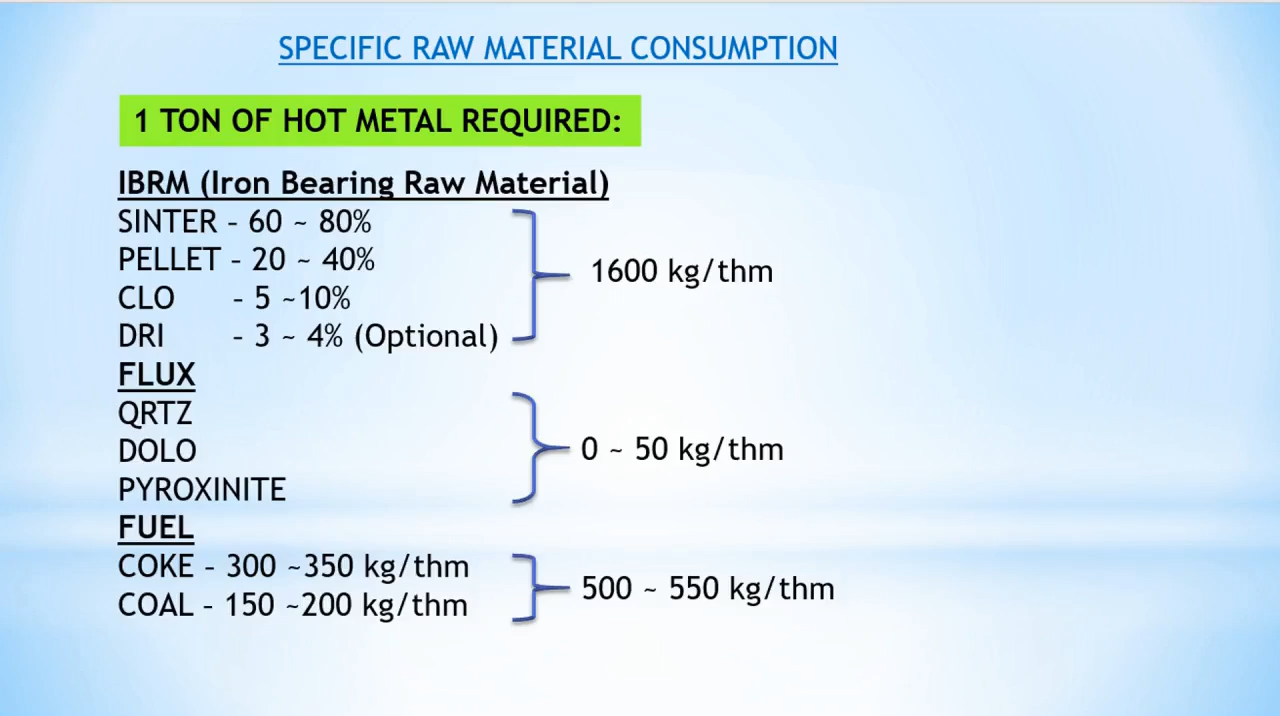 SPECIFIC RAW MATERIAL CONSUMPTION
1 TON OF HOT METAL REQUIRED:
IBRM (Iron Bearing Raw Material)
SINTER – 60 ~ 80%
PELLET – 20 ~ 40%
CLO – 5 ~10%
DRI – 3 ~ 4% (Optional)
1600 kg/thm
FLUX
QRTZ
DOLO
PYROXINITE
0 ~ 50 kg/thm
FUEL
COKE – 300 ~350 kg/thm
COAL – 150 ~200 kg/thm
500 ~ 550 kg/thm